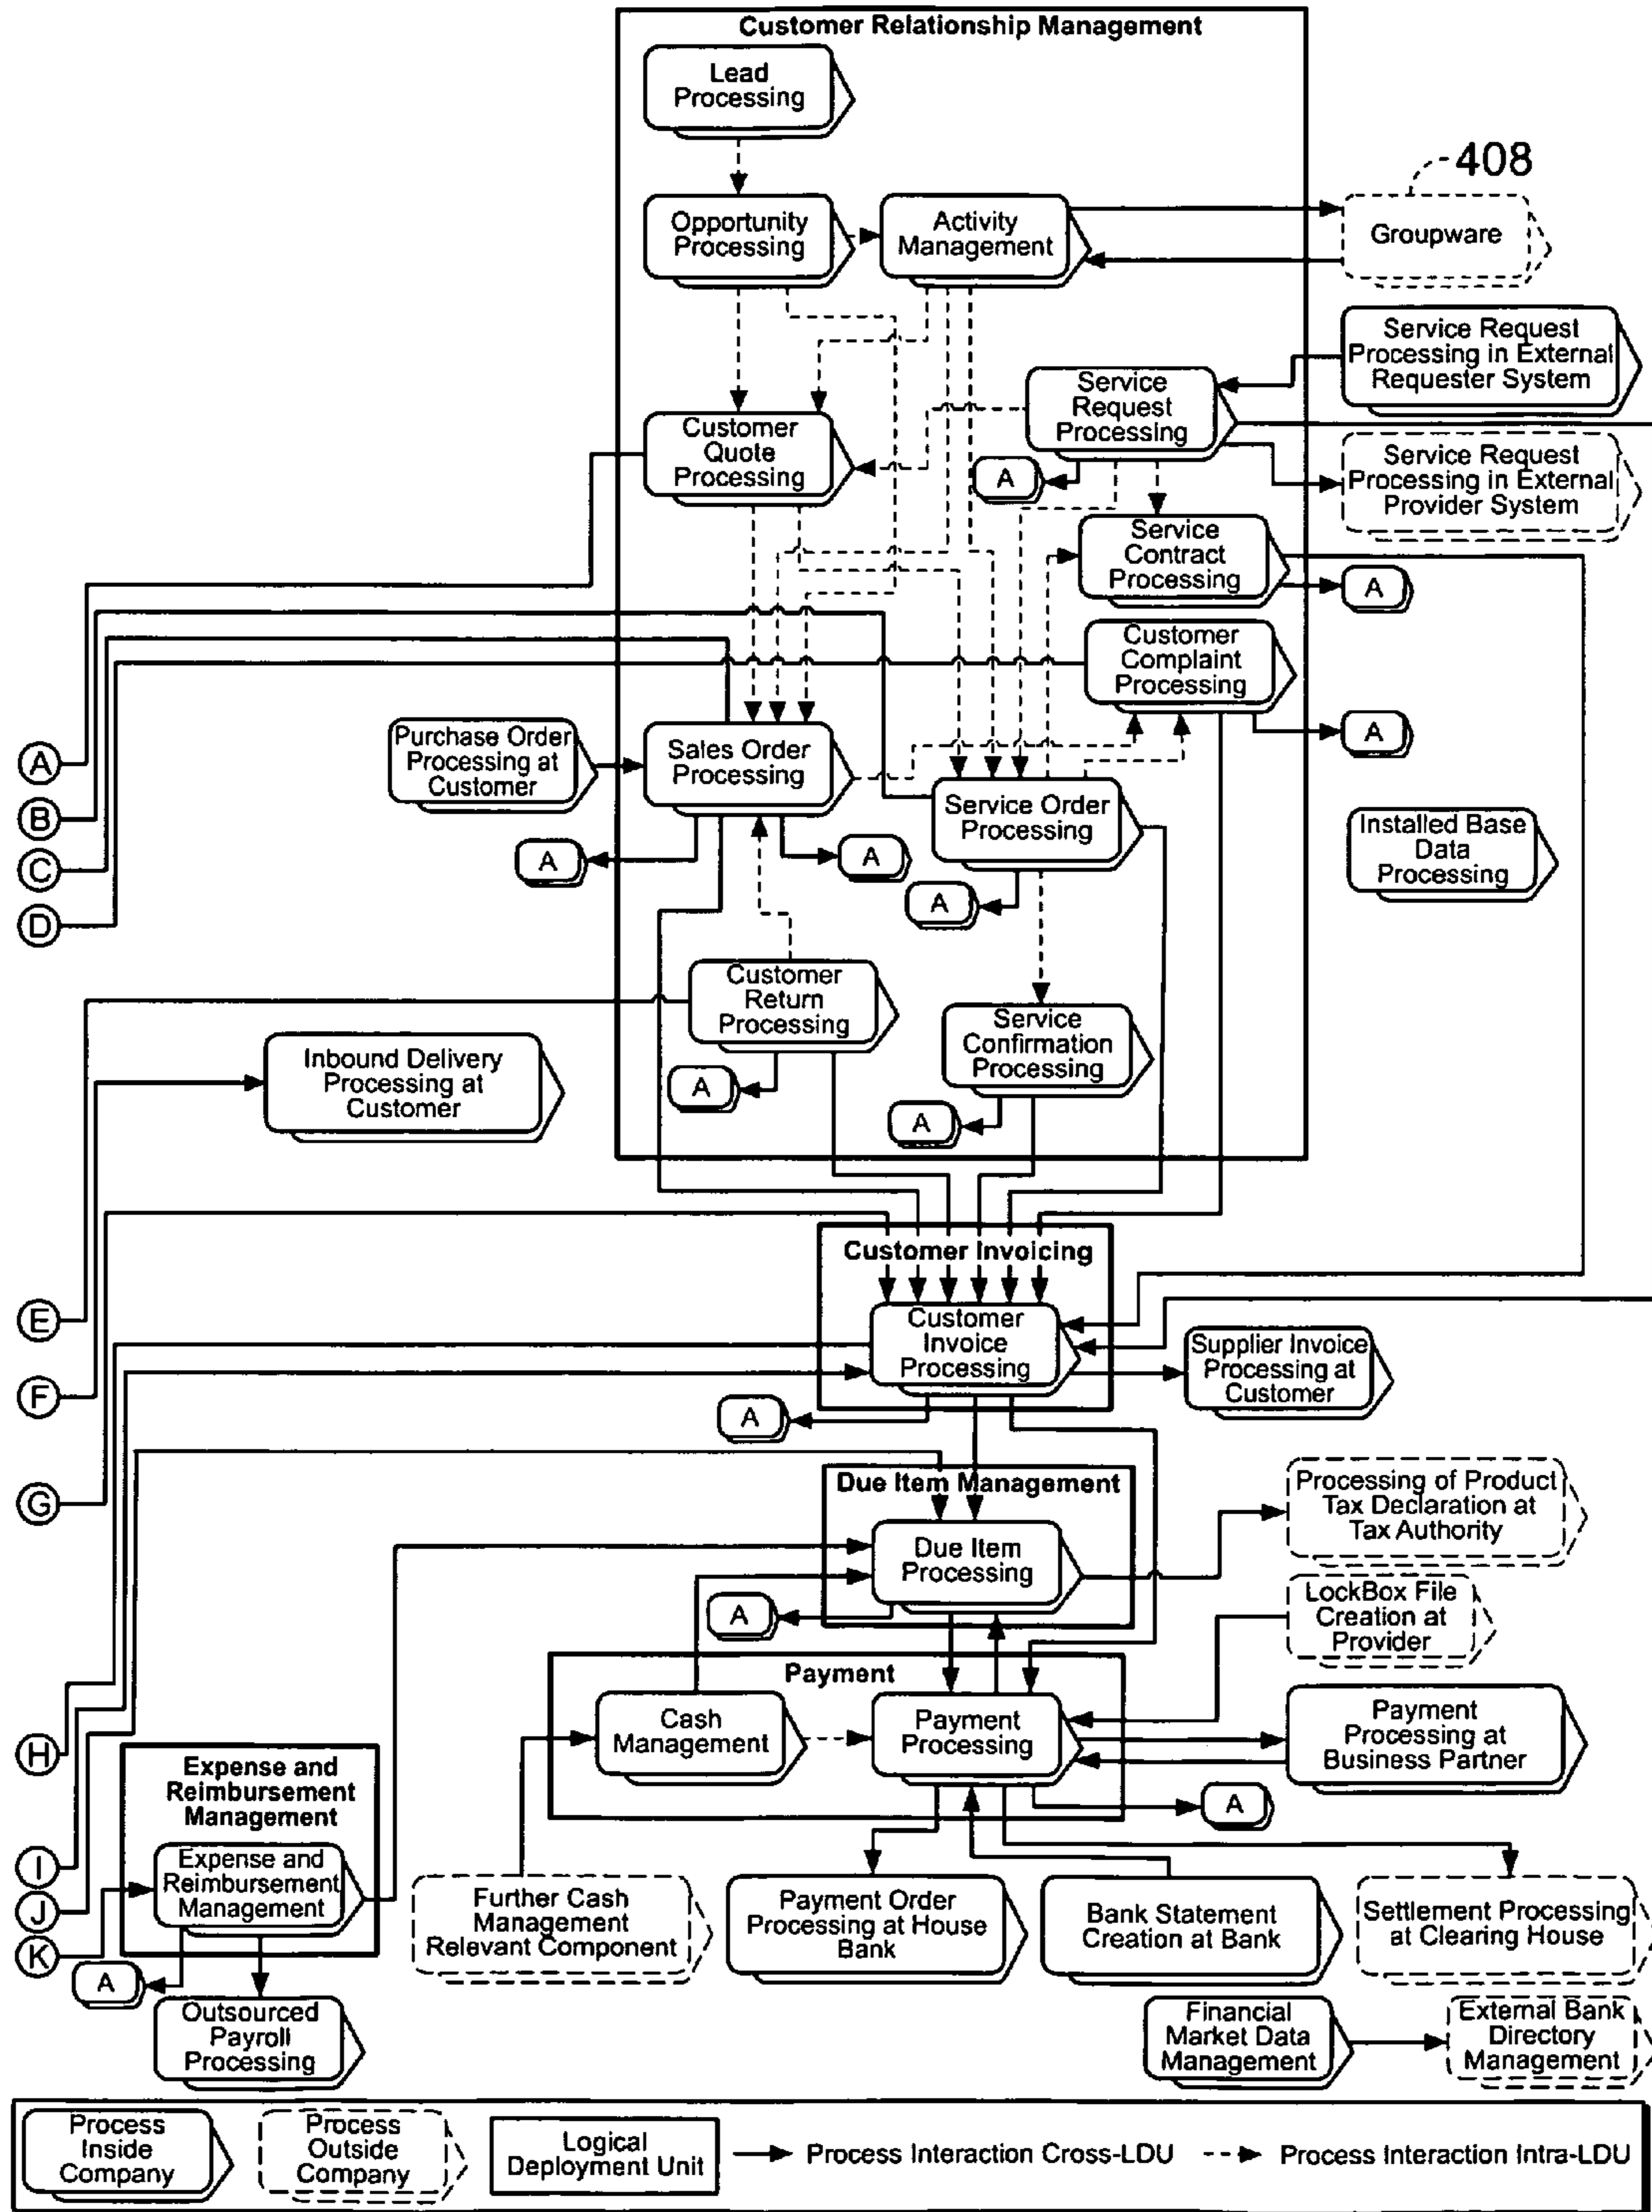 Customer Relationship Management
Lead
Processing
408
Opportunity
Processing
Activity
Management
Groupware
Service Request
Processing in External
Requester System
Service
Request
Processing
Customer
Quote
Processing
A
Service Request
Processing in External
Provider System
Service
Contract
Processing
A
Customer
Complaint
Processing
A
Purchase Order
Processing at
Customer
Sales Order
Processing
A
B
C
D
Service Order
Processing
Installed Base
Data
Processing
A
A
A
Customer
Return
Processing
Service
Confirmation
Processing
Inbound Delivery
Processing at
Customer
A
A
Customer Invoicing
E
F
G
Customer
Invoice
Processing
Supplier Invoice
Processing at
Customer
A
Due Item Management
Processing of Product
Tax Declaration at
Tax Authority
Due Item
Processing
LockBox File
Creation at
Provider
A
Payment
Cash
Management
Payment
Processing
Payment
Processing at
Business Partner
A
H
I
J
K
Expense and
Reimbursement
Management
Expense and
Reimbursement
Management
Further Cash
Management
Relevant Component
Payment Order
Processing at House
Bank
Bank Statement
Creation at Bank
Settlement Processing
at Clearing House
A
Outsourced
Payroll
Processing
Financial
Market Data
Management
External Bank
Directory
Management
Process
Inside
Company
Process
Outside
Company
Logical
Deployment Unit
Process Interaction Cross-LDU
Process Interaction Intra-LDU